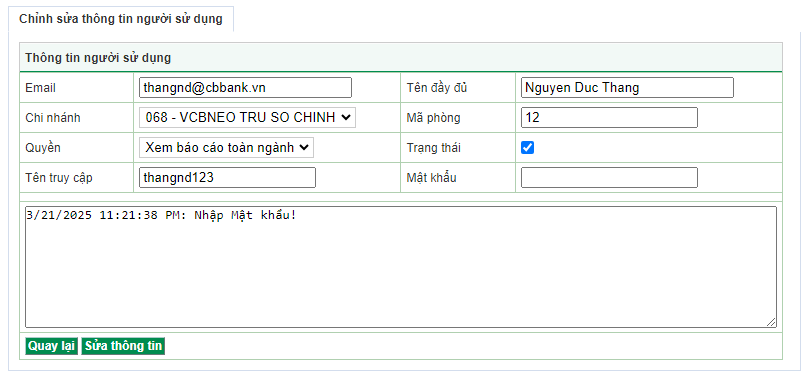 Chỉnh sửa thông tin người sử dụng
Thông tin người sử dụng
Email thangnd@cbbank.vn Tên đầy đủ Nguyen Duc Thang
Chi nhánh 068 - VCBNEO TRU SO CHINH Mã phòng 12
Quyền Xem báo cáo toàn ngành Trạng thái
Tên truy cập thangnd123 Mật khẩu
3/21/2025 11:21:38 PM: Nhập Mật khẩu!
Quay lại Sửa thông tin